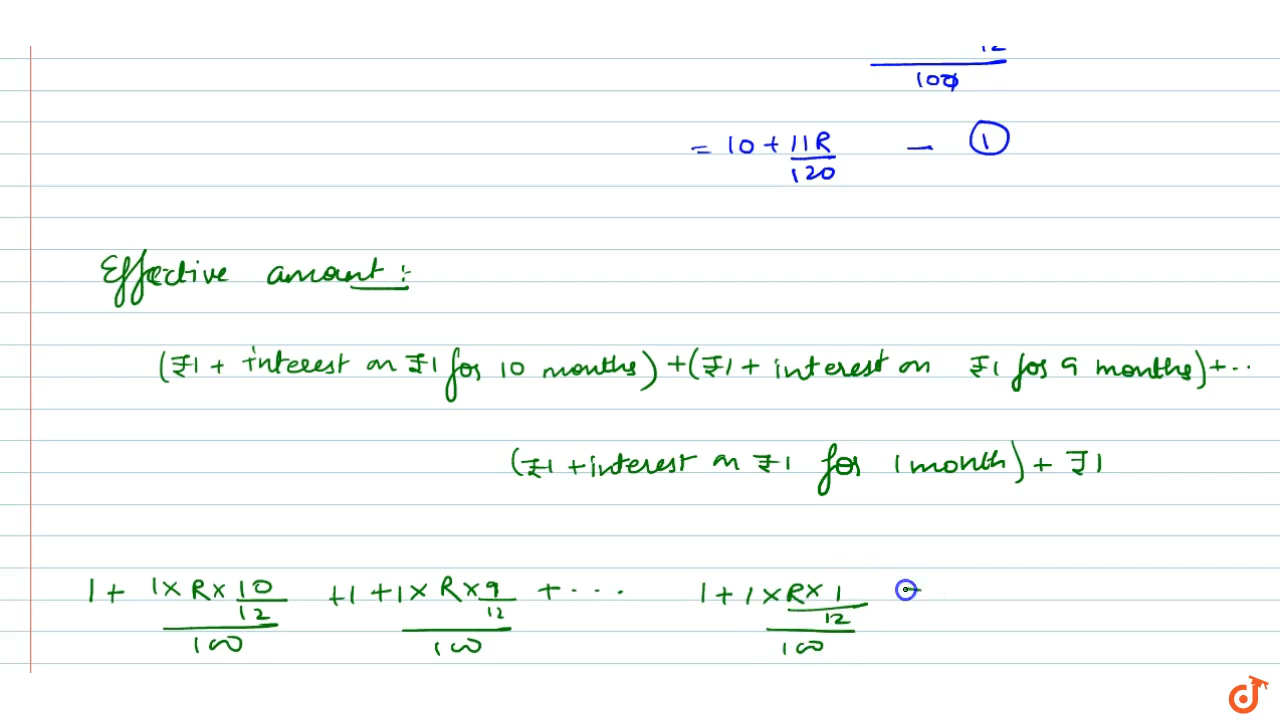 12
100
= 10 + 11R/120 — ①
Effective amount :
(₹1 + interest on ₹1 for 10 months) + (₹1 + interest on ₹1 for 9 months) + ..
(₹1 + interest on ₹1 for 1 month) + ₹1
1 + 1 × R × 10/12 +1 + 1 × R × 9/12 + . . . 1 + 1 × R × 1/12 +
100 100 100